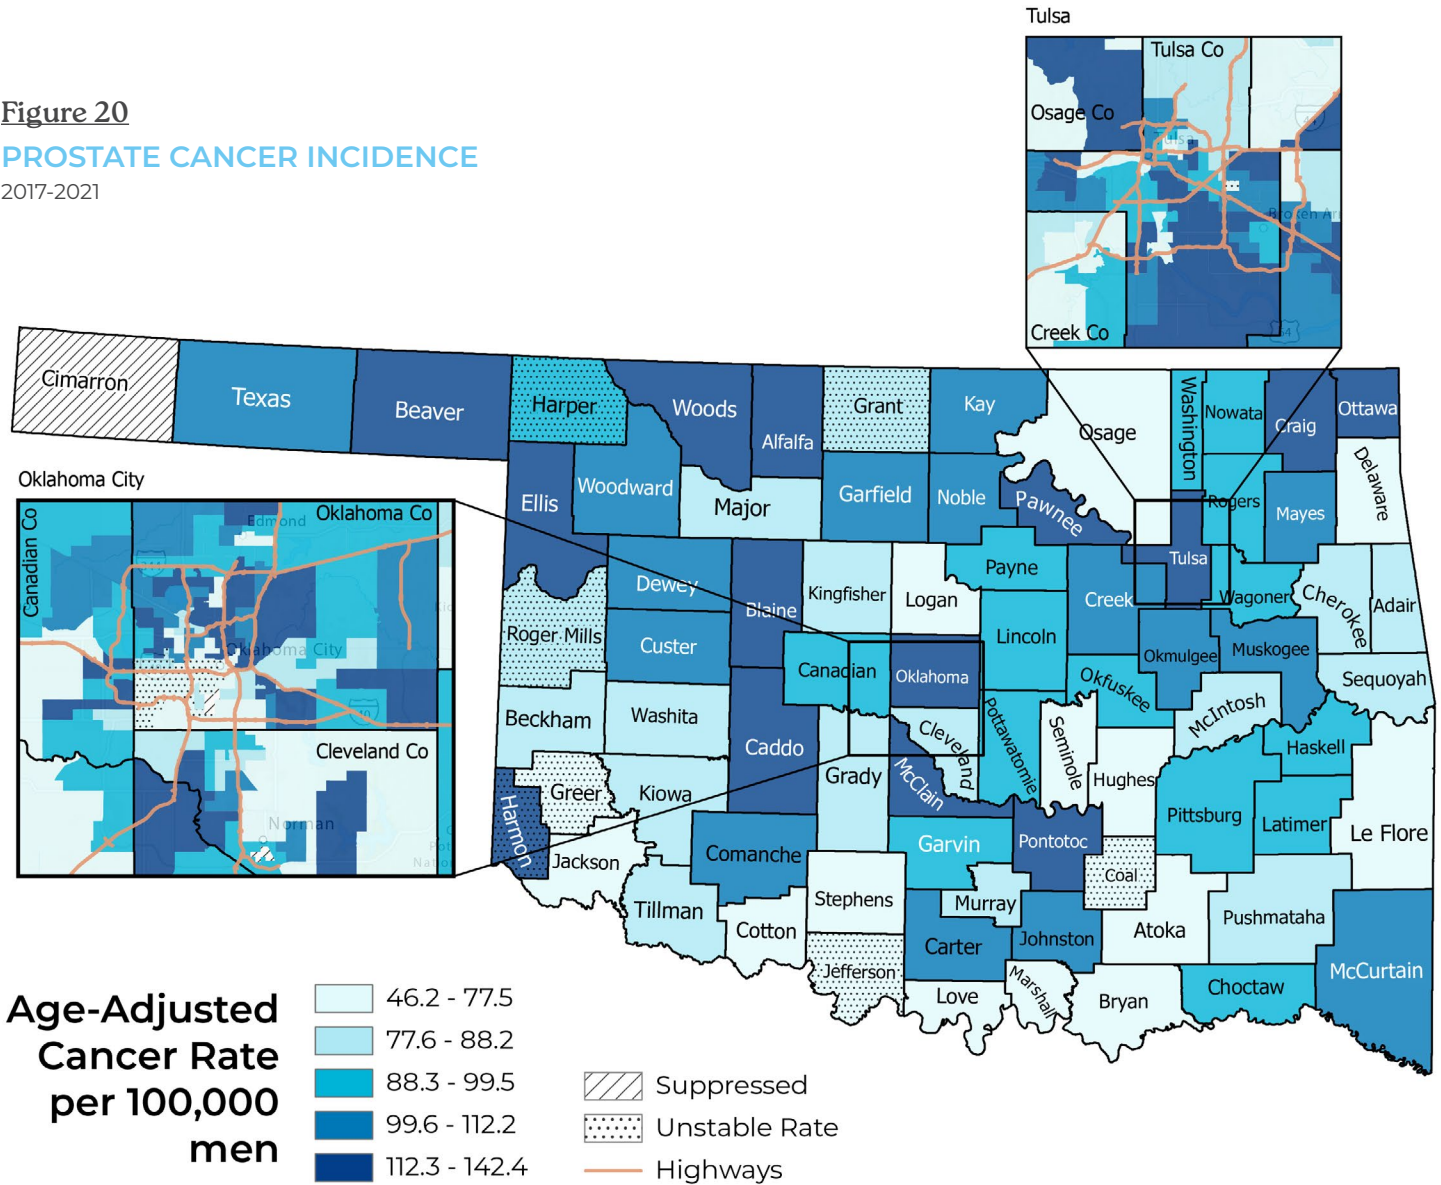 Tulsa
Tulsa Co
Osage Co
Tulsa
Broken Ar
Creek Co
Figure 20
PROSTATE CANCER INCIDENCE
2017-2021
Cimarron
Texas
Beaver
Harper
Woods
Alfalfa
Grant
Kay
Osage
Washington
Nowata
Craig
Ottawa
Delaware
Ellis
Woodward
Major
Garfield
Noble
Pawnee
Rogers
Mayes
Tulsa
Oklahoma City
Canadian Co
Edmond
Oklahoma Co
Oklahoma City
Cleveland Co
Norman
Dewey
Blaine
Kingfisher
Logan
Payne
Creek
Wagoner
Cherokee
Adair
Roger Mills
Custer
Canadian
Oklahoma
Lincoln
Okmulgee
Muskogee
Okfuskee
Sequoyah
Beckham
Washita
Caddo
Grady
Cleveland
McClain
Pottawatomie
Seminole
Hughes
McIntosh
Haskell
Harmon
Greer
Kiowa
Pittsburg
Latimer
Le Flore
Jackson
Comanche
Garvin
Pontotoc
Coal
Tillman
Cotton
Stephens
Murray
Carter
Johnston
Atoka
Pushmataha
McCurtain
Jefferson
Love
Marshall
Bryan
Choctaw
Age-Adjusted
Cancer Rate
per 100,000
men
46.2 - 77.5
77.6 - 88.2
88.3 - 99.5
99.6 - 112.2
112.3 - 142.4
Suppressed
Unstable Rate
Highways